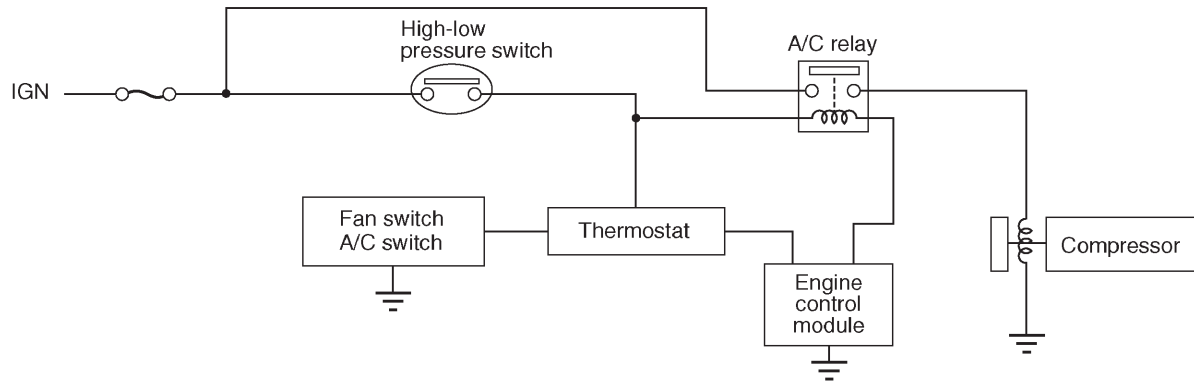 High-low
pressure switch
A/C relay
IGN
Fan switch
A/C switch
Thermostat
Compressor
Engine
control
module